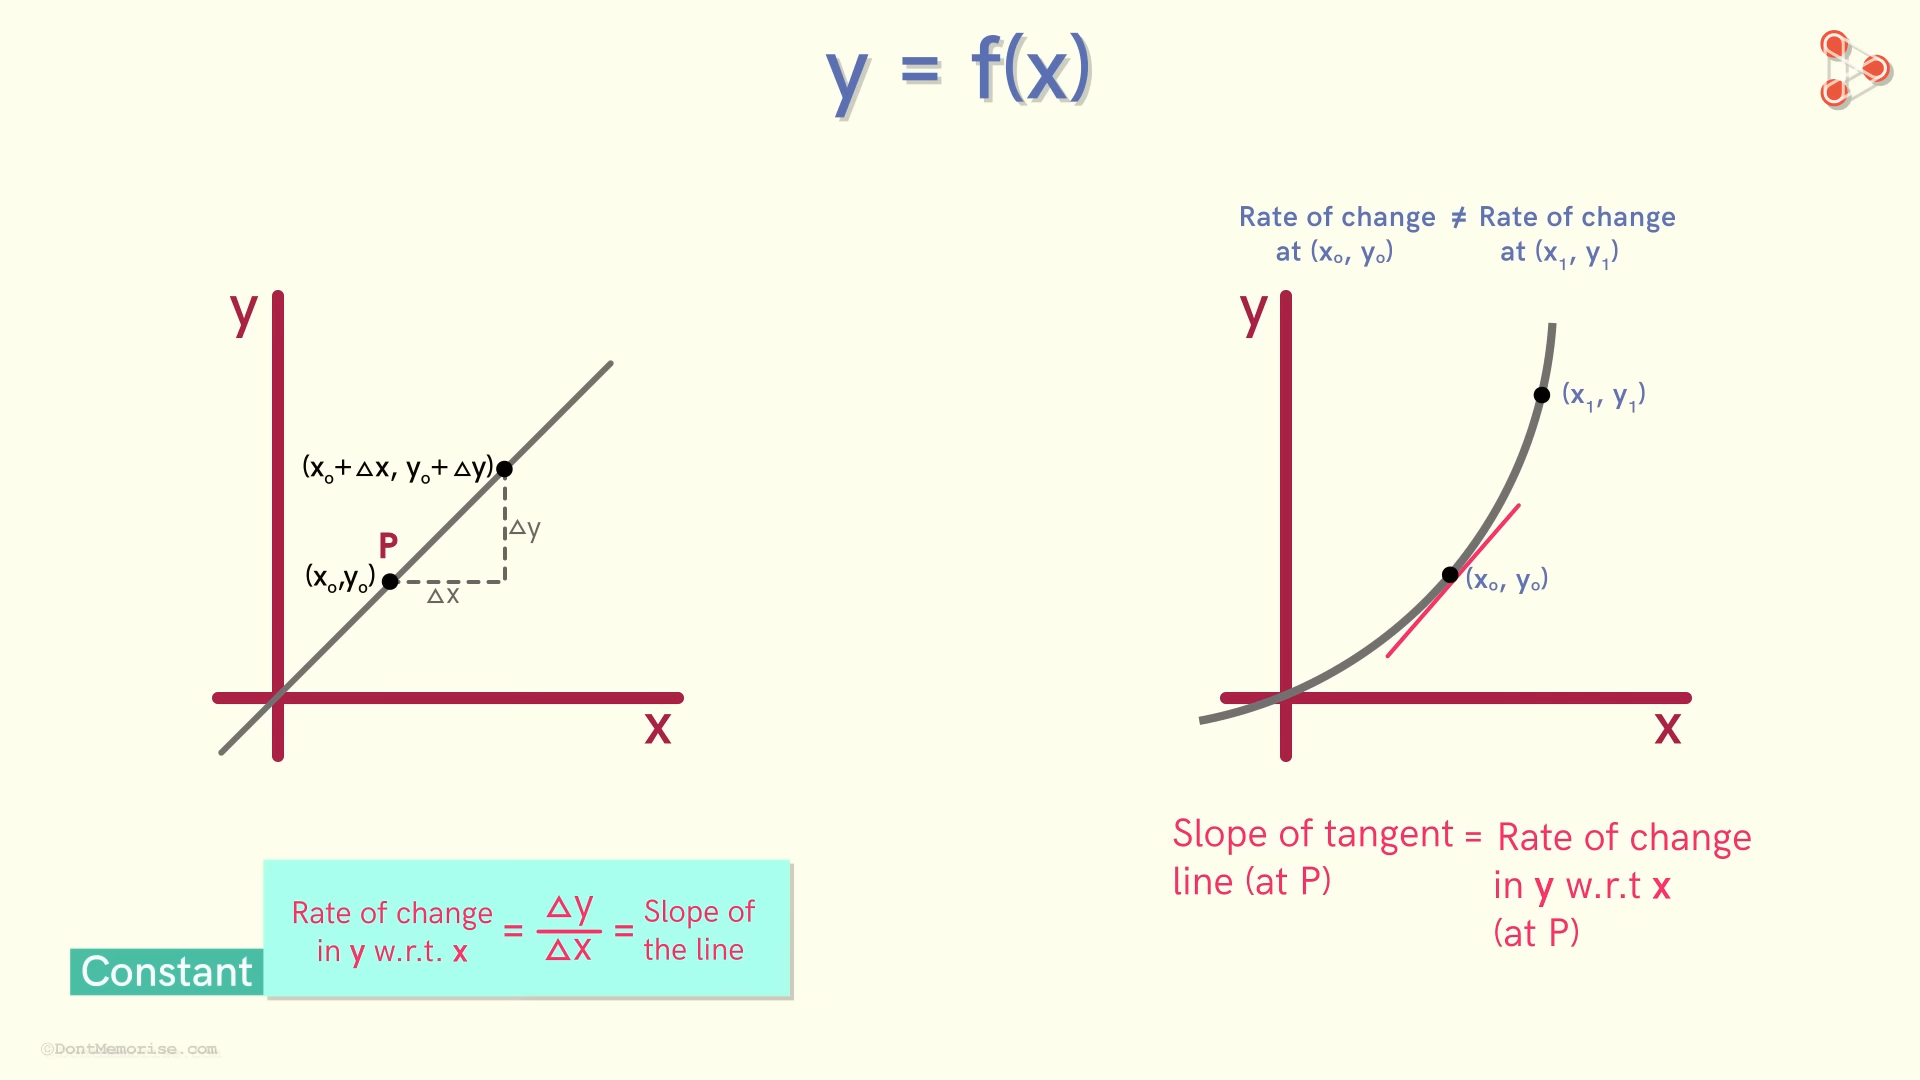 y = f(x)
Rate of change ≠ Rate of change
at (x₀, y₀) at (x₁, y₁)
y
(x₀+△x, y₀+△y)
△y
P
(x₀,y₀)
△x
x
y
(x₁, y₁)
(x₀, y₀)
x
Slope of tangent = Rate of change
line (at P) in y w.r.t x
(at P)
Rate of change in y w.r.t. x = △y/△x = Slope of the line
Constant
©DontMemorise.com